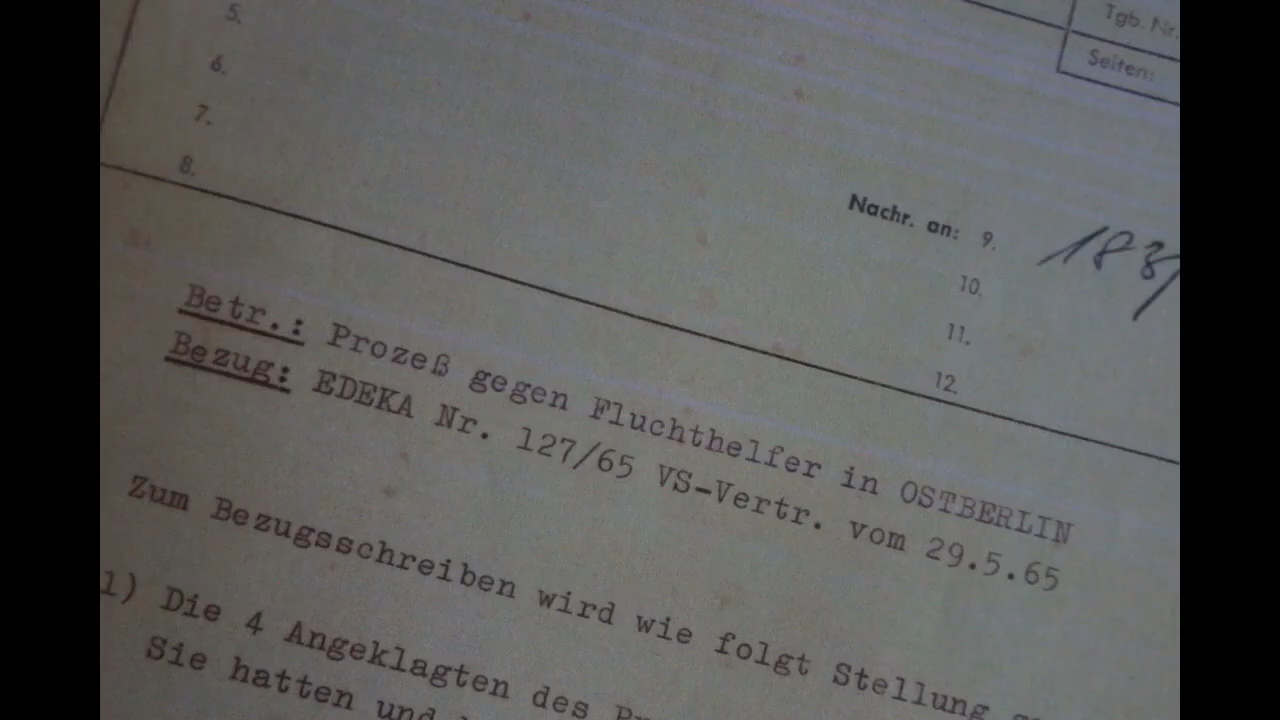 Tgb. Nr.
Seiten:
5.
6.
7.
8.
Nachr. an: 9.
10.
11.
12.
Betr.: Prozeß gegen Fluchthelfer in OSTBERLIN
Bezug: EDEKA Nr. 127/65 VS-Vertr. vom 29.5.65
Zum Bezugsschreiben wird wie folgt Stellung
1) Die 4 Angeklagten des
Sie hatten und